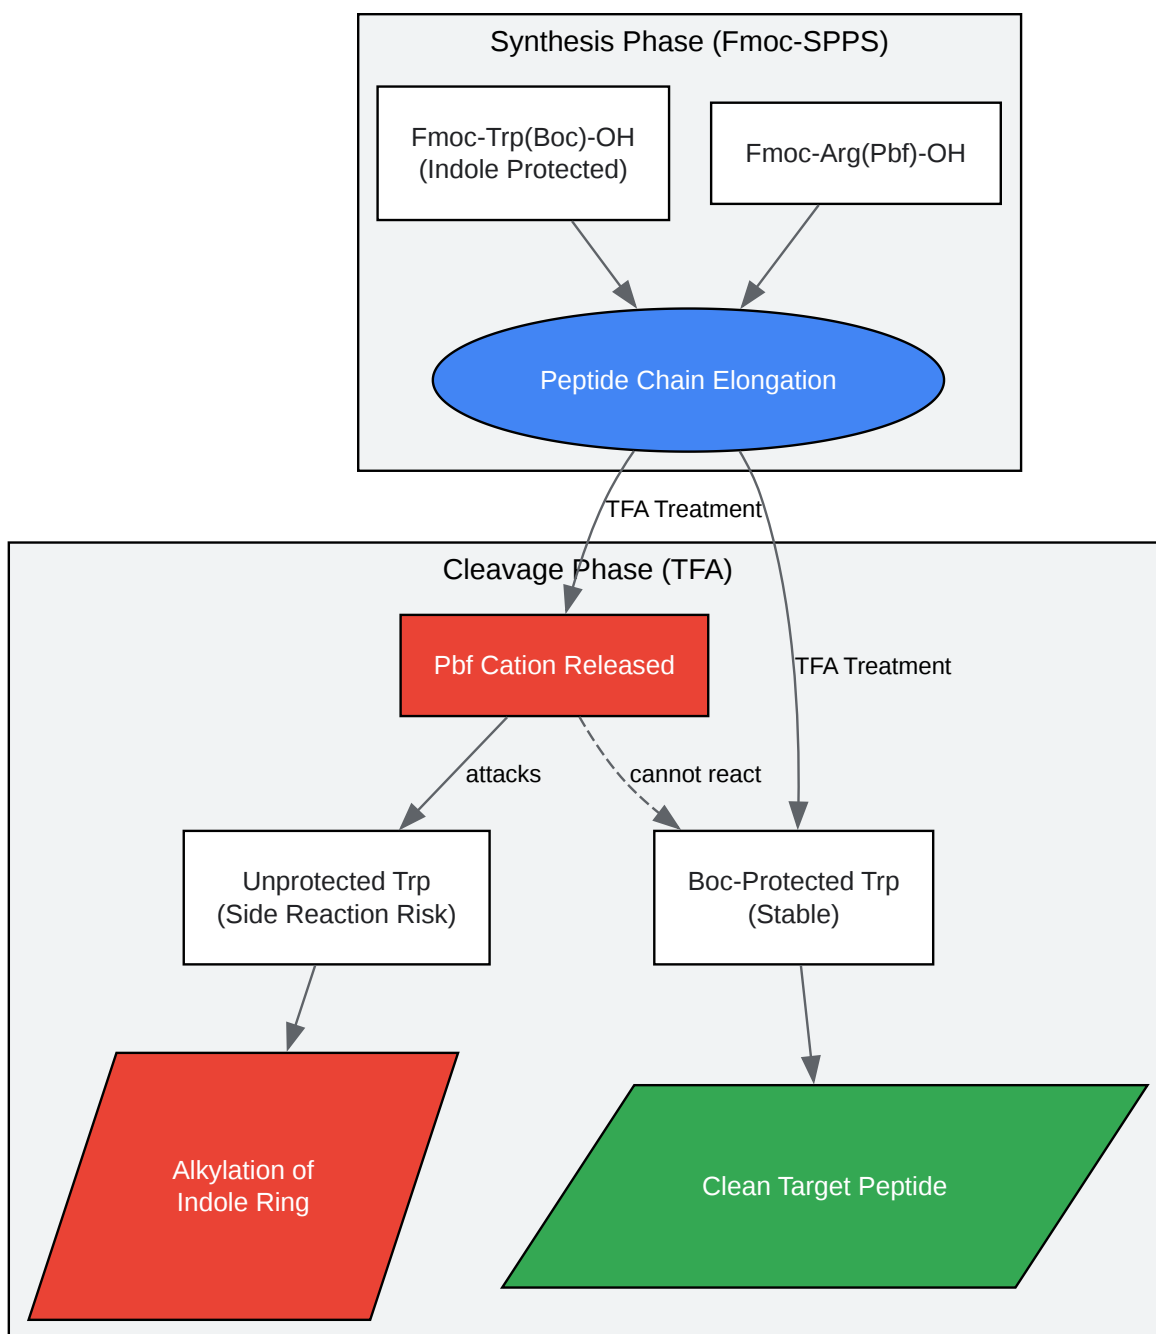 Synthesis Phase (Fmoc-SPPS)
Fmoc-Trp(Boc)-OH
(Indole Protected)
Fmoc-Arg(Pbf)-OH
Peptide Chain Elongation
TFA Treatment
Cleavage Phase (TFA)
Pbf Cation Released
TFA Treatment
attacks
cannot react
Unprotected Trp
(Side Reaction Risk)
Boc-Protected Trp
(Stable)
Alkylation of
Indole Ring
Clean Target Peptide